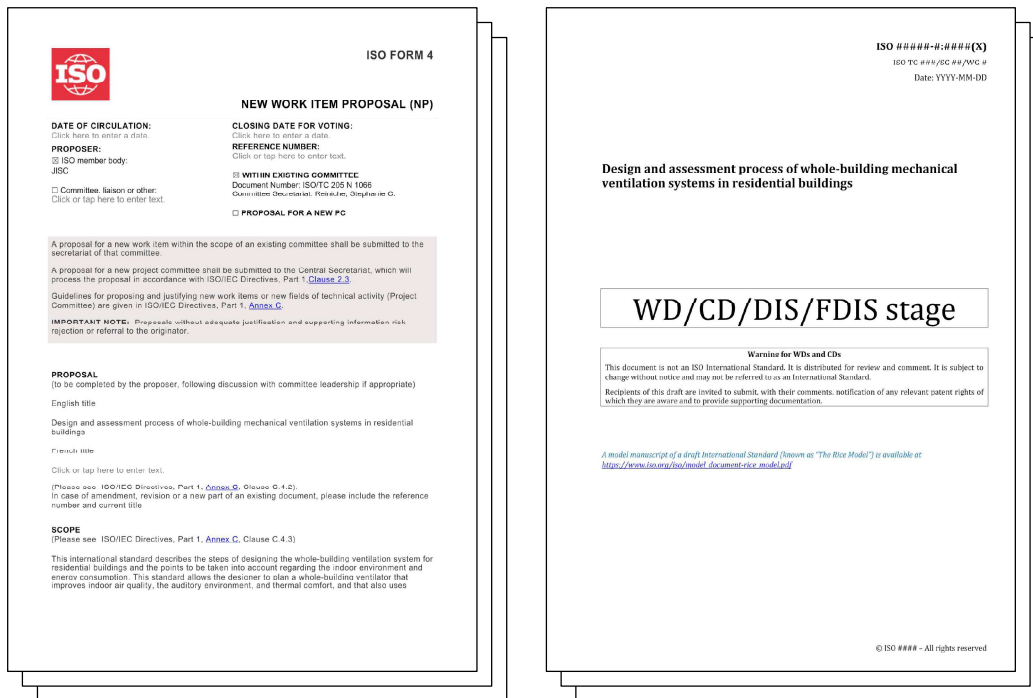 ISO
ISO FORM 4
NEW WORK ITEM PROPOSAL (NP)
DATE OF CIRCULATION:
Click here to enter a date.
PROPOSER:
☒ ISO member body:
JISC
☐ Committee, liaison or other:
Click or tap here to enter text.
CLOSING DATE FOR VOTING:
Click here to enter a date.
REFERENCE NUMBER:
Click or tap here to enter text.
☒ WITHIN EXISTING COMMITTEE
Document Number: ISO/TC 205 N 1066
Committee Secretariat: Reiniche, Stephanie C.
☐ PROPOSAL FOR A NEW PC
A proposal for a new work item within the scope of an existing committee shall be submitted to the
secretariat of that committee.
A proposal for a new project committee shall be submitted to the Central Secretariat, which will
process the proposal in accordance with ISO/IEC Directives, Part 1,Clause 2.3.
Guidelines for proposing and justifying new work items or new fields of technical activity (Project
Committee) are given in ISO/IEC Directives, Part 1, Annex C.
IMPORTANT NOTE: Proposals without adequate justification and supporting information risk
rejection or referral to the originator.
PROPOSAL
(to be completed by the proposer, following discussion with committee leadership if appropriate)
English title
Design and assessment process of whole-building mechanical ventilation systems in residential
buildings
French title
Click or tap here to enter text.
(Please see ISO/IEC Directives, Part 1, Annex C, Clause C.4.2).
In case of amendment, revision or a new part of an existing document, please include the reference
number and current title
SCOPE
(Please see ISO/IEC Directives, Part 1, Annex C, Clause C.4.3)
This international standard describes the steps of designing the whole-building ventilation system for
residential buildings and the points to be taken into account regarding the indoor environment and
energy consumption. This standard allows the designer to plan a whole-building ventilator that
improves indoor air quality, the auditory environment, and thermal comfort, and that also uses
ISO #####-#:####(X)
ISO TC ###/SC ##/WG #
Date: YYYY-MM-DD
Design and assessment process of whole-building mechanical
ventilation systems in residential buildings
WD/CD/DIS/FDIS stage
Warning for WDs and CDs
This document is not an ISO International Standard. It is distributed for review and comment. It is subject to
change without notice and may not be referred to as an International Standard.
Recipients of this draft are invited to submit, with their comments, notification of any relevant patent rights of
which they are aware and to provide supporting documentation.
A model manuscript of a draft International Standard (known as "The Rice Model") is available at
https://www.iso.org/iso/model_document-rice_model.pdf
© ISO #### – All rights reserved